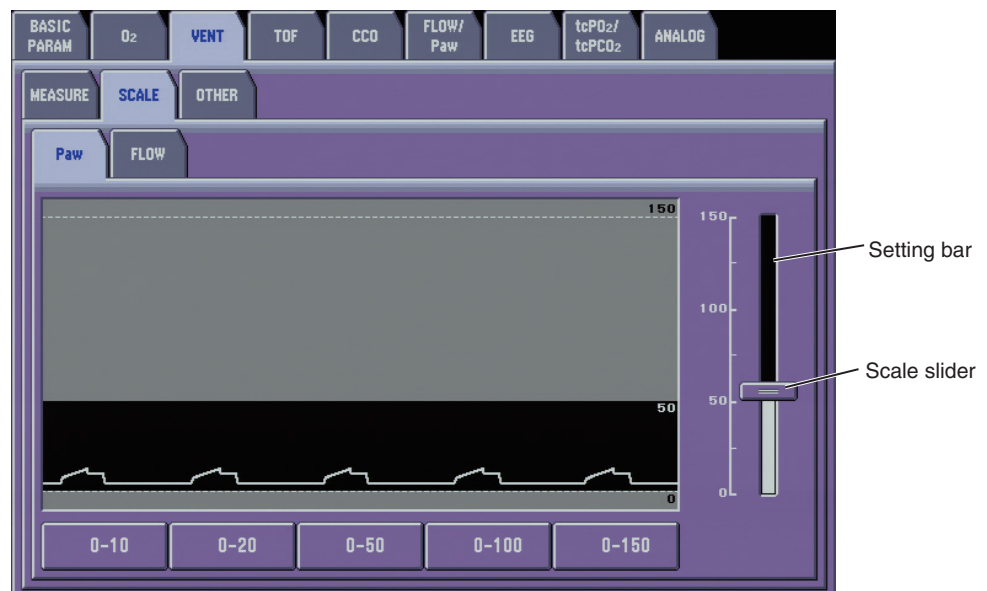 BASIC
PARAM
O2
VENT
TOF
CCO
FLOW/
Paw
EEG
tcPO2/
tcPCO2
ANALOG
MEASURE
SCALE
OTHER
Paw
FLOW
150
50
0
150
100
50
0
Setting bar
Scale slider
0-10
0-20
0-50
0-100
0-150